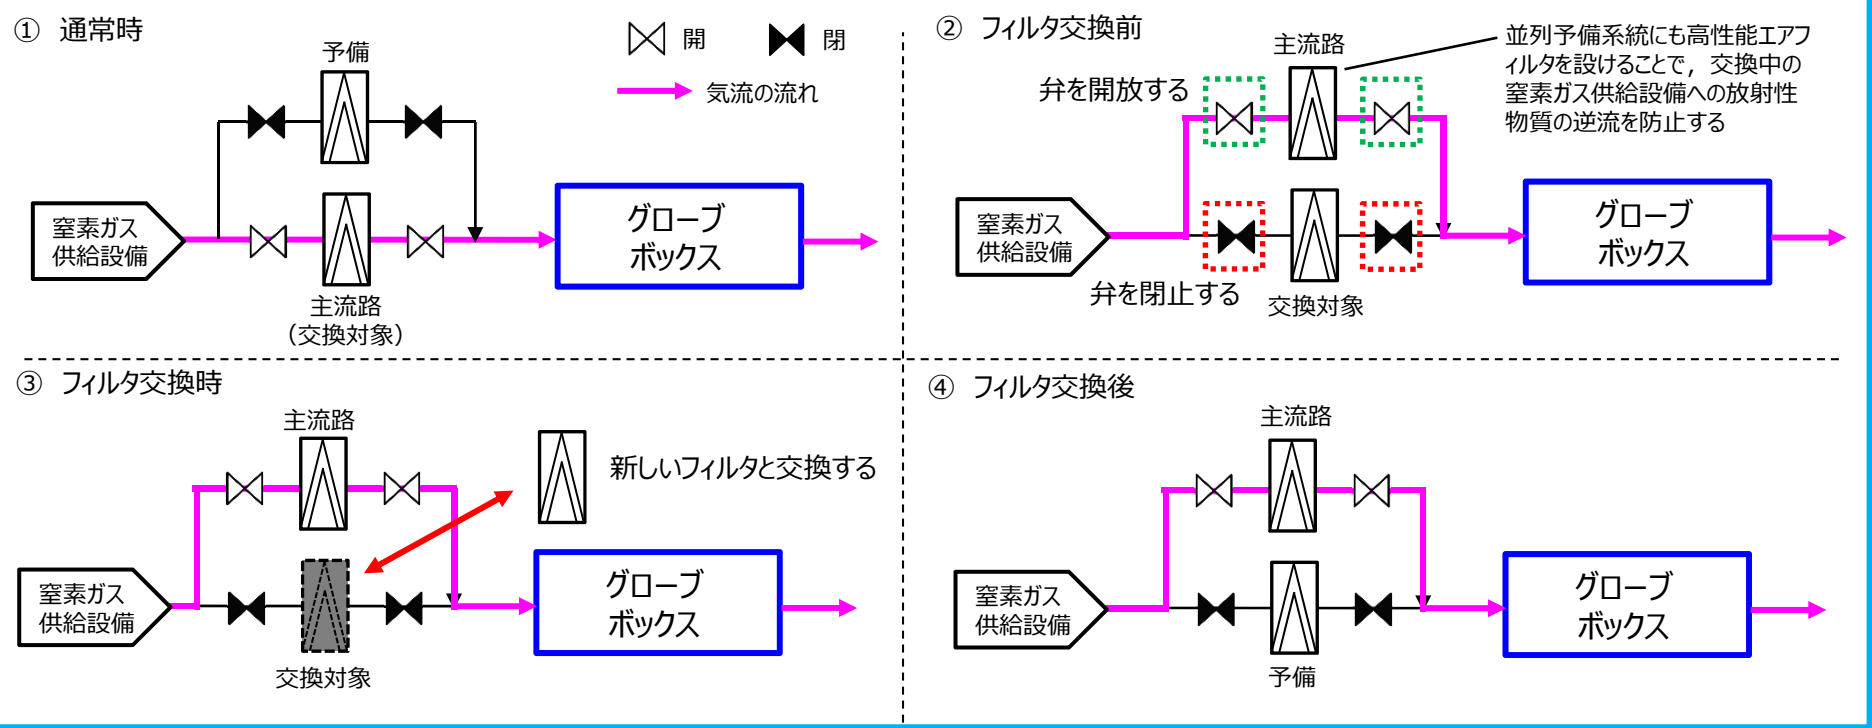 ① 通常時
開
閉
気流の流れ
予備
窒素ガス
供給設備
主流路
（交換対象）
グローブ
ボックス
② フィルタ交換前
弁を開放する
主流路
並列予備系統にも高性能エアフ
ィルタを設けることで，交換中の
窒素ガス供給設備への放射性
物質の逆流を防止する
窒素ガス
供給設備
弁を閉止する
交換対象
グローブ
ボックス
③ フィルタ交換時
主流路
新しいフィルタと交換する
窒素ガス
供給設備
交換対象
グローブ
ボックス
④ フィルタ交換後
主流路
窒素ガス
供給設備
予備
グローブ
ボックス